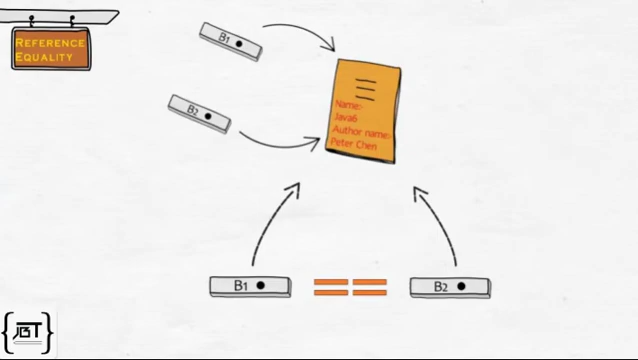 REFERENCE
EQUALITY
B1
B2
Name:-
Java6
Author name:-
Peter Chen
B1
==
B2
{JBT}